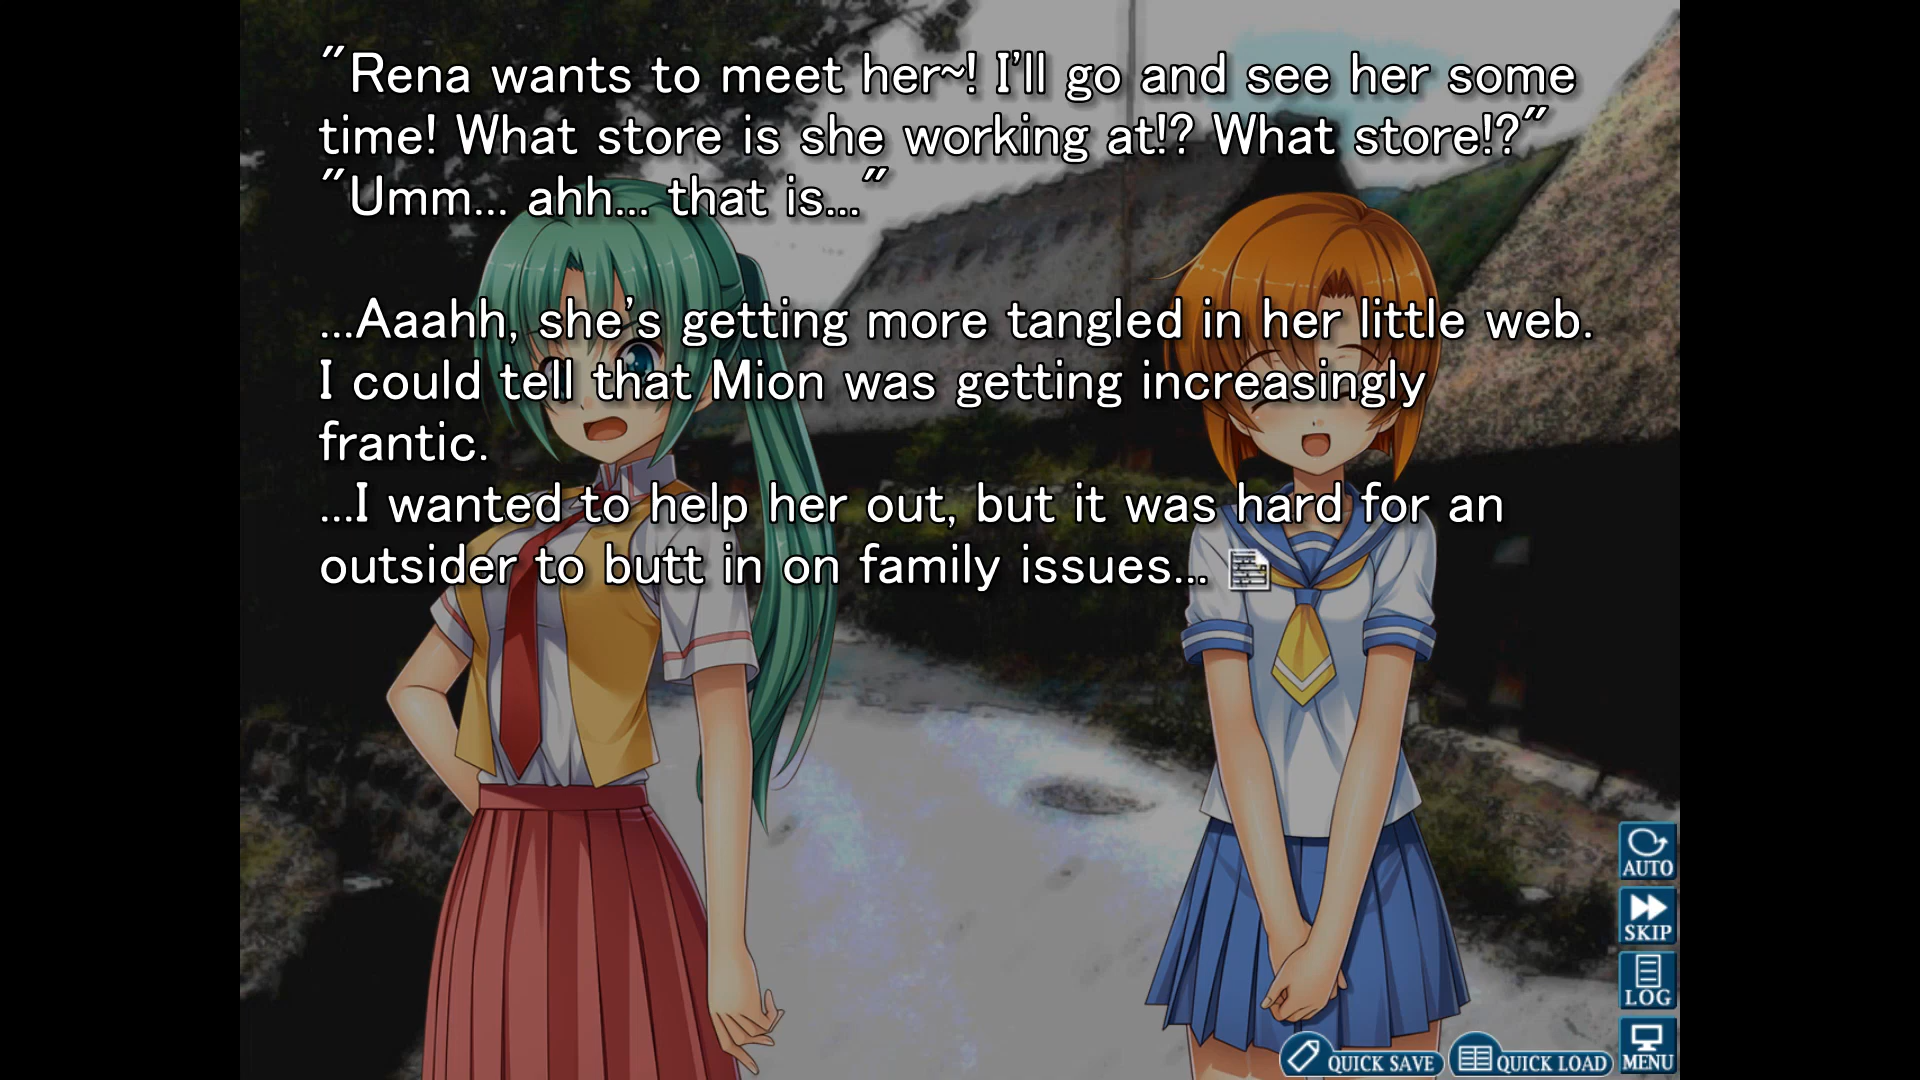 "Rena wants to meet her~! I'll go and see her some
time! What store is she working at!? What store!?"
"Umm... ahh... that is..."
...Aaahh, she's getting more tangled in her little web.
I could tell that Mion was getting increasingly
frantic.
...I wanted to help her out, but it was hard for an
outsider to butt in on family issues...
AUTO
SKIP
LOG
MENU
QUICK SAVE
QUICK LOAD